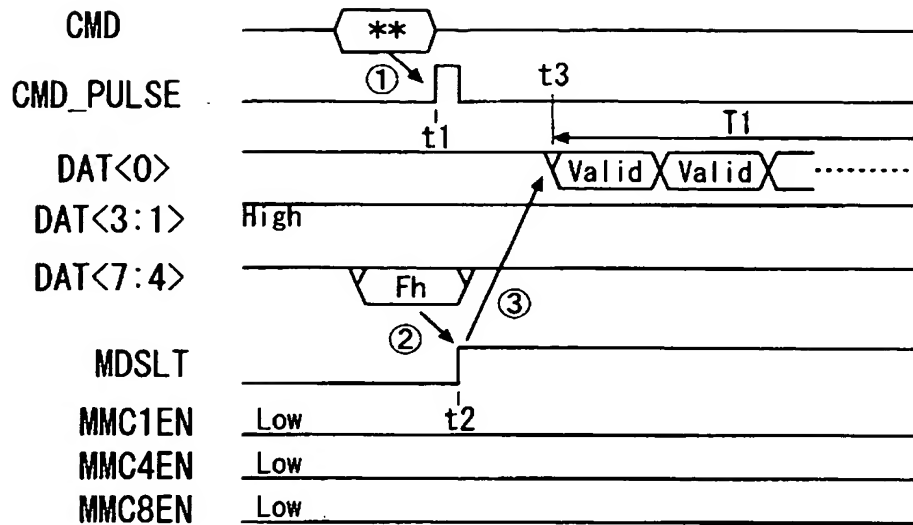 CMD **
① t3
CMD_PULSE
t1 T1
DAT<0> Valid Valid
DAT<3:1> High
DAT<7:4> Fh
③
②
MDSLT
t2
MMC1EN Low
MMC4EN Low
MMC8EN Low